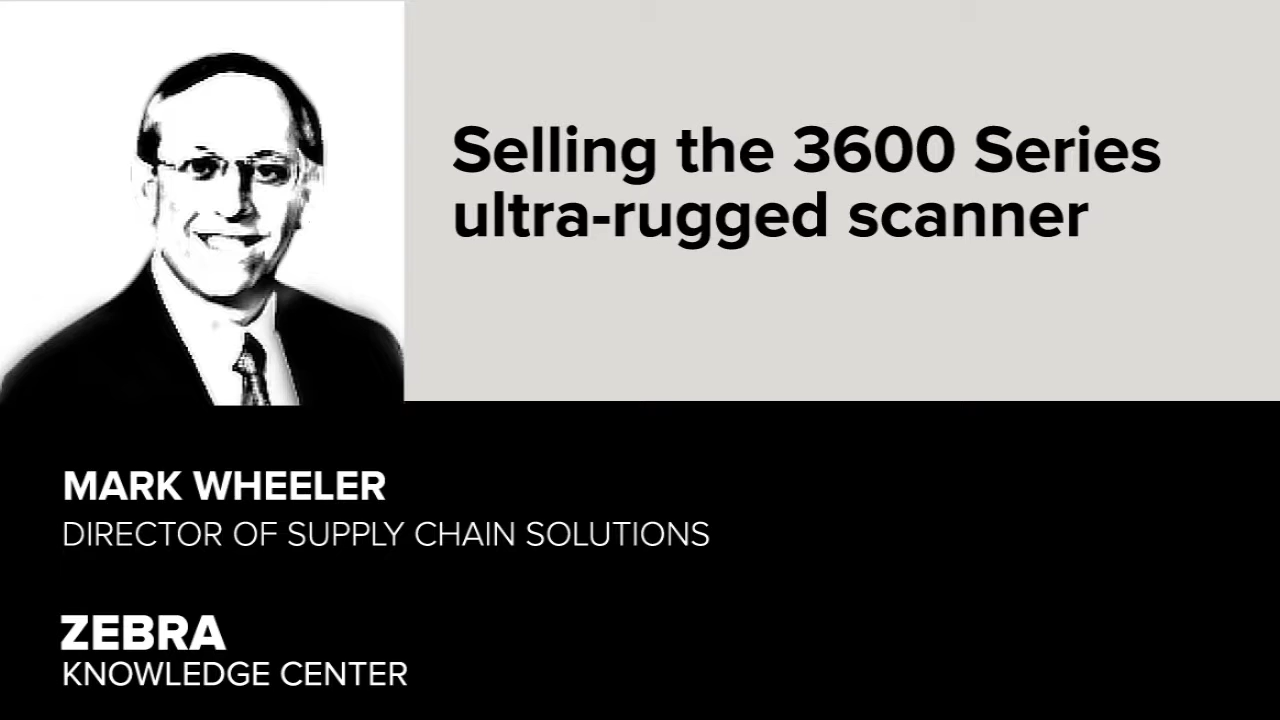 Selling the 3600 Series
ultra-rugged scanner
MARK WHEELER
DIRECTOR OF SUPPLY CHAIN SOLUTIONS
ZEBRA
KNOWLEDGE CENTER